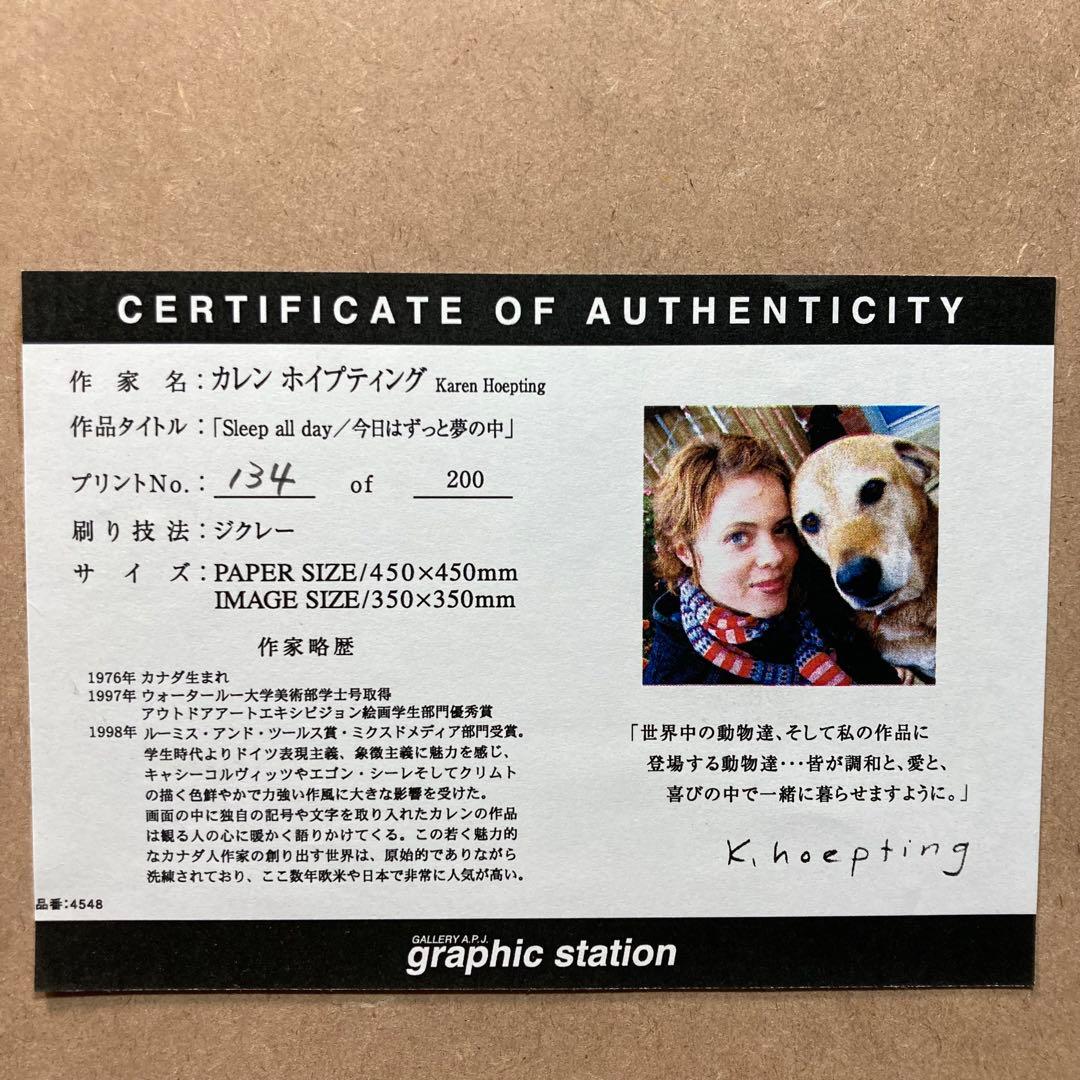 CERTIFICATE OF AUTHENTICITY
作家名：カレン ホイプティング Karen Hoepting
作品タイトル：「Sleep all day／今日はずっと夢の中」
プリントNo.： 134 of 200
刷り技法：ジクレー
サイズ：PAPER SIZE/450×450mm
IMAGE SIZE/350×350mm
作家略歴
1976年 カナダ生まれ
1997年 ウォータールー大学美術部学士号取得
アウトドアアートエキシビジョン絵画学生部門優秀賞
1998年 ルーミス・アンド・ツールス賞・ミクスドメディア部門受賞。
学生時代よりドイツ表現主義、象徴主義に魅力を感じ、
キャシーコルヴィッツやエゴン・シーレそしてクリムト
の描く色鮮やかで力強い作風に大きな影響を受けた。
画面の中に独自の記号や文字を取り入れたカレンの作品
は観る人の心に暖かく語りかけてくる。この若く魅力的
なカナダ人作家の創り出す世界は、原始的でありながら
洗練されており、ここ数年欧米や日本で非常に人気が高い。
品番：4548
「世界中の動物達、そして私の作品に
登場する動物達・・・皆が調和と、愛と、
喜びの中で一緒に暮らせますように。」
K. hoepting
GALLERY A.P.J.
graphic station